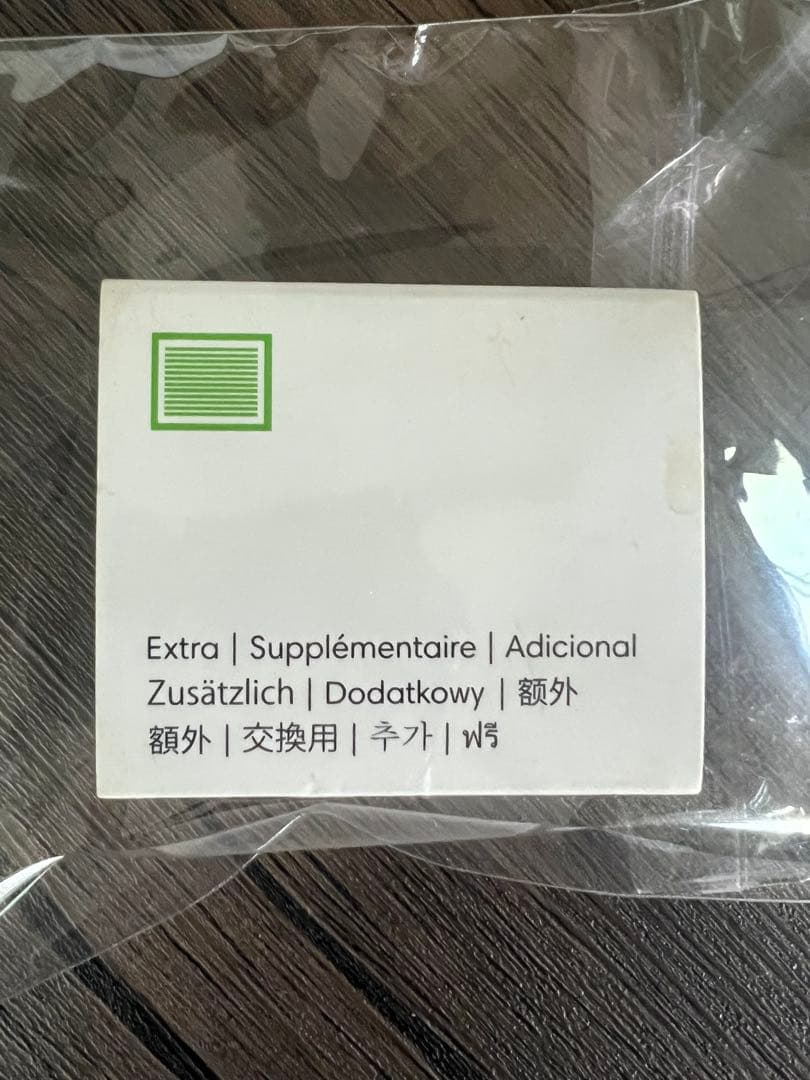 Extra | Supplémentaire | Adicional
Zusätzlich | Dodatkowy | 额外
額外 | 交換用 | 추가 | ฟรี